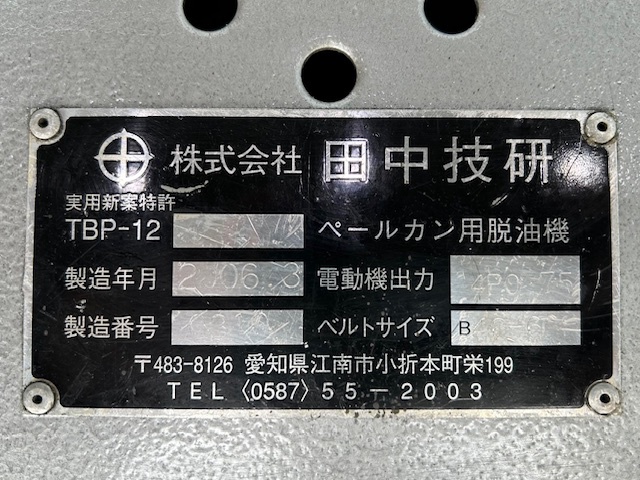 株式会社 田中技研
実用新案特許
TBP-12 ペールカン用脱油機
製造年月 2006.3 電動機出力
製造番号 ベルトサイズ B
〒483-8126 愛知県江南市小折本町栄199
TEL〈0587〉55-2003